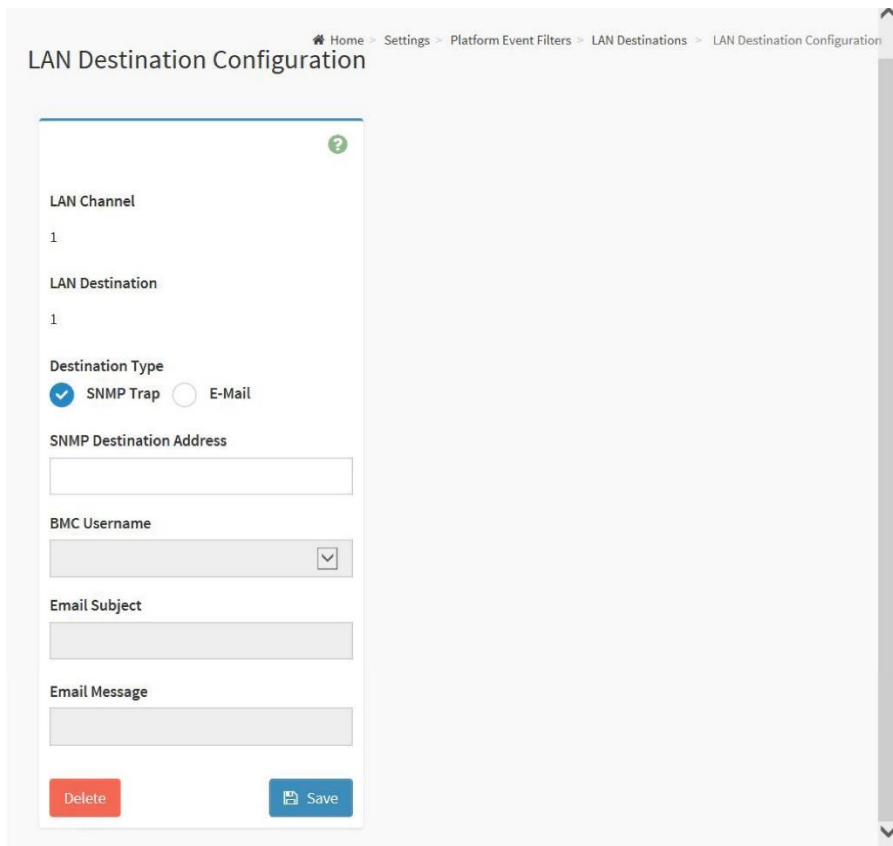 Home > Settings > Platform Event Filters > LAN Destinations > LAN Destination Configuration
LAN Destination Configuration
?
LAN Channel
1
LAN Destination
1
Destination Type
SNMP Trap E-Mail
SNMP Destination Address
BMC Username
Email Subject
Email Message
Delete Save